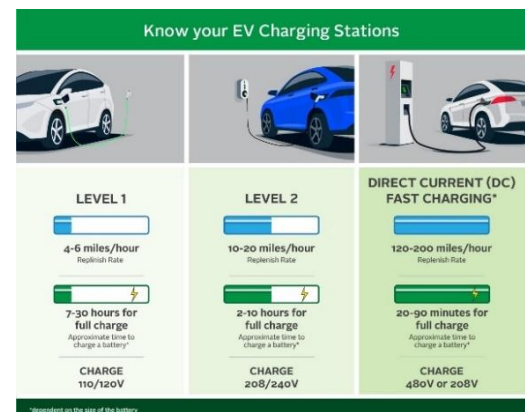 Know your EV Charging Stations
LEVEL 1
4-6 miles/hour
Replinish Rate
7-30 hours for
full charge
Approximate time to
charge a battery*
CHARGE
110/120V
LEVEL 2
10-20 miles/hour
Replenish Rate
2-10 hours for
full charge
Approximate time to
charge a battery*
CHARGE
208/240V
DIRECT CURRENT (DC)
FAST CHARGING*
120-200 miles/hour
Replenish Rate
20-90 minutes for
full charge
Approximate time to
charge a battery*
CHARGE
480V or 208V
*dependent on the size of the battery